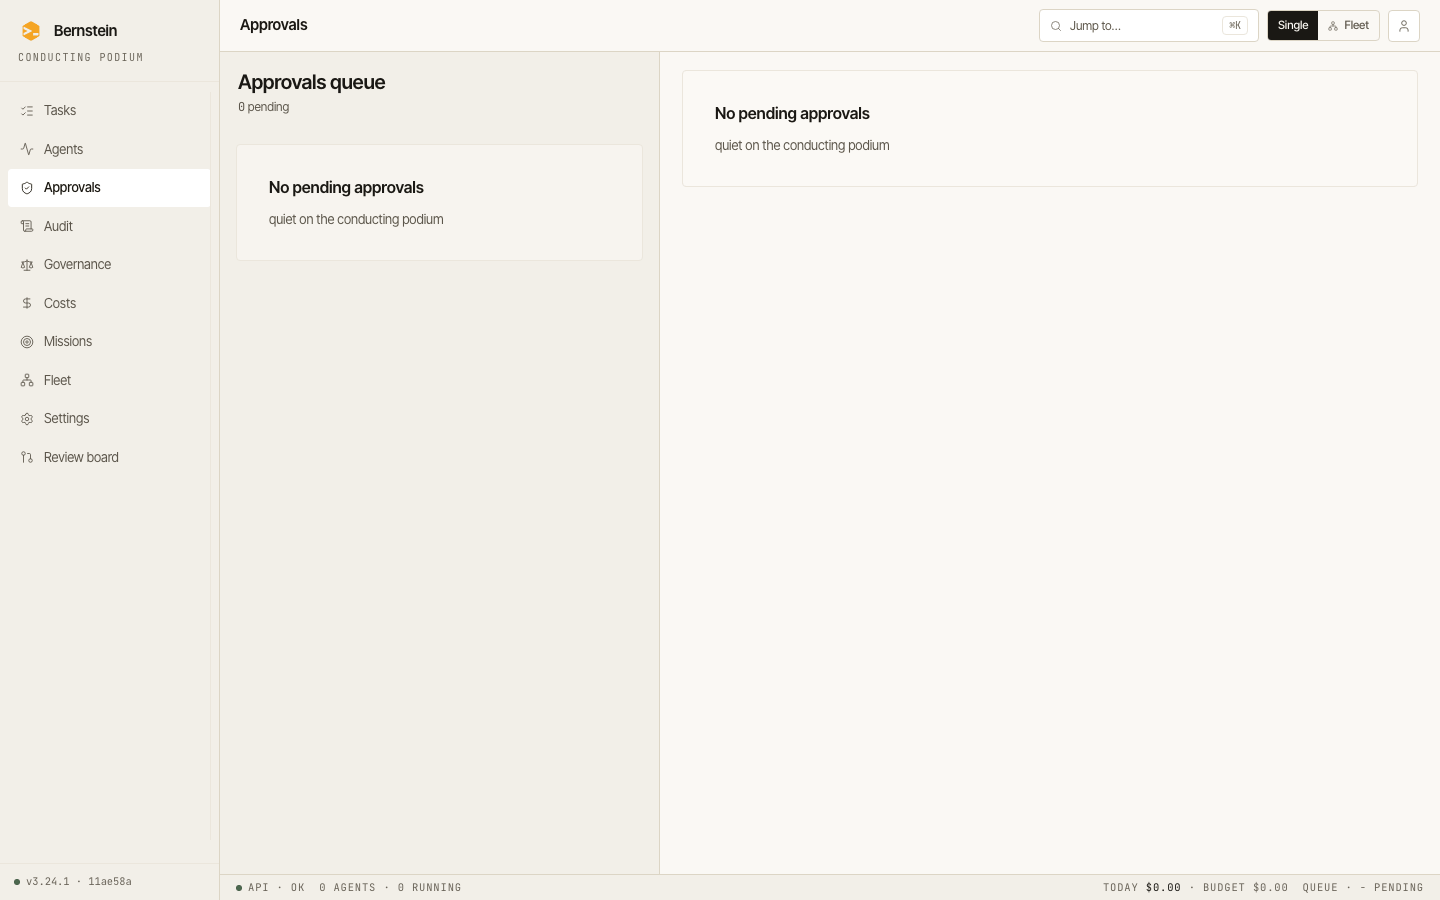 Bernstein
CONDUCTING PODIUM
Tasks
Agents
Approvals
Audit
Governance
Costs
Missions
Fleet
Settings
Review board
v3.24.1 · 11ae58a
Approvals
Jump to...
⌘K
Single
Fleet
Approvals queue
0 pending
No pending approvals
quiet on the conducting podium
No pending approvals
quiet on the conducting podium
API · OK 0 AGENTS · 0 RUNNING
TODAY $0.00 · BUDGET $0.00 QUEUE · - PENDING